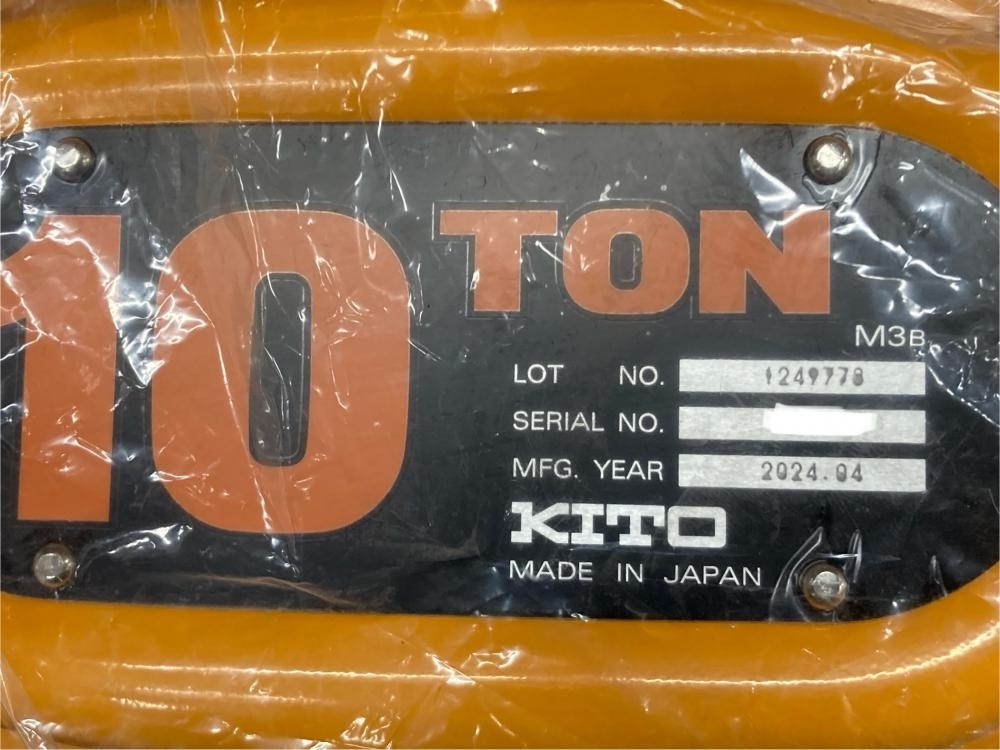 10 TON
M3B
LOT NO. 1249778
SERIAL NO.
MFG. YEAR 2024.04
KITO
MADE IN JAPAN